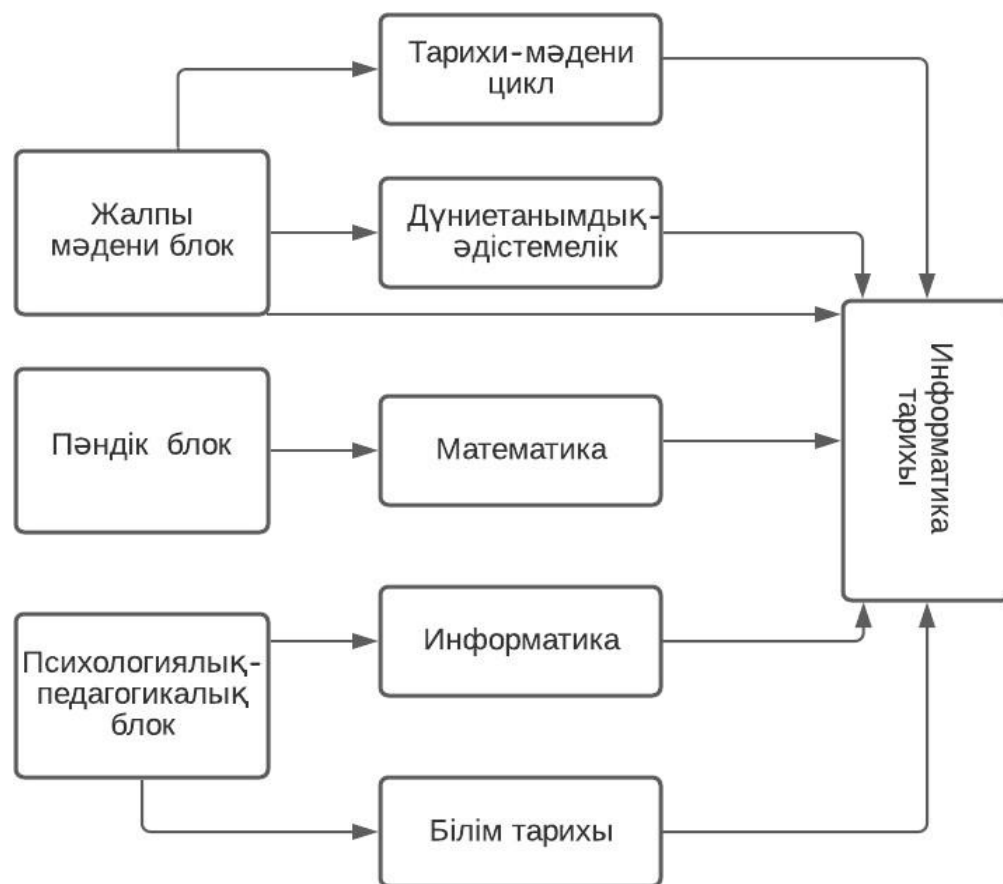 Тарихи-мәдени
цикл
Жалпы
мәдени блок
Дүниетанымдық-
әдістемелік
Информатика
тарихы
Пәндік блок
Математика
Психологиялық-
педагогикалық
блок
Информатика
Білім тарихы